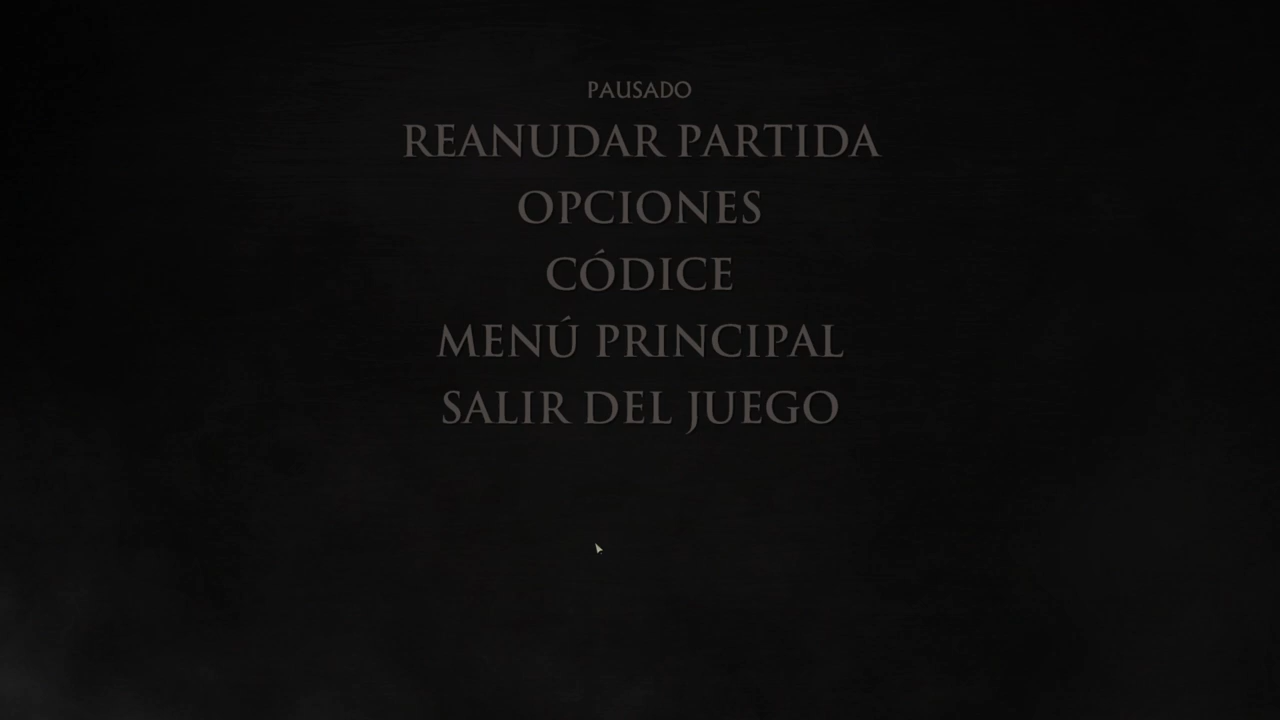 PAUSADO
REANUDAR PARTIDA
OPCIONES
CÓDICE
MENÚ PRINCIPAL
SALIR DEL JUEGO